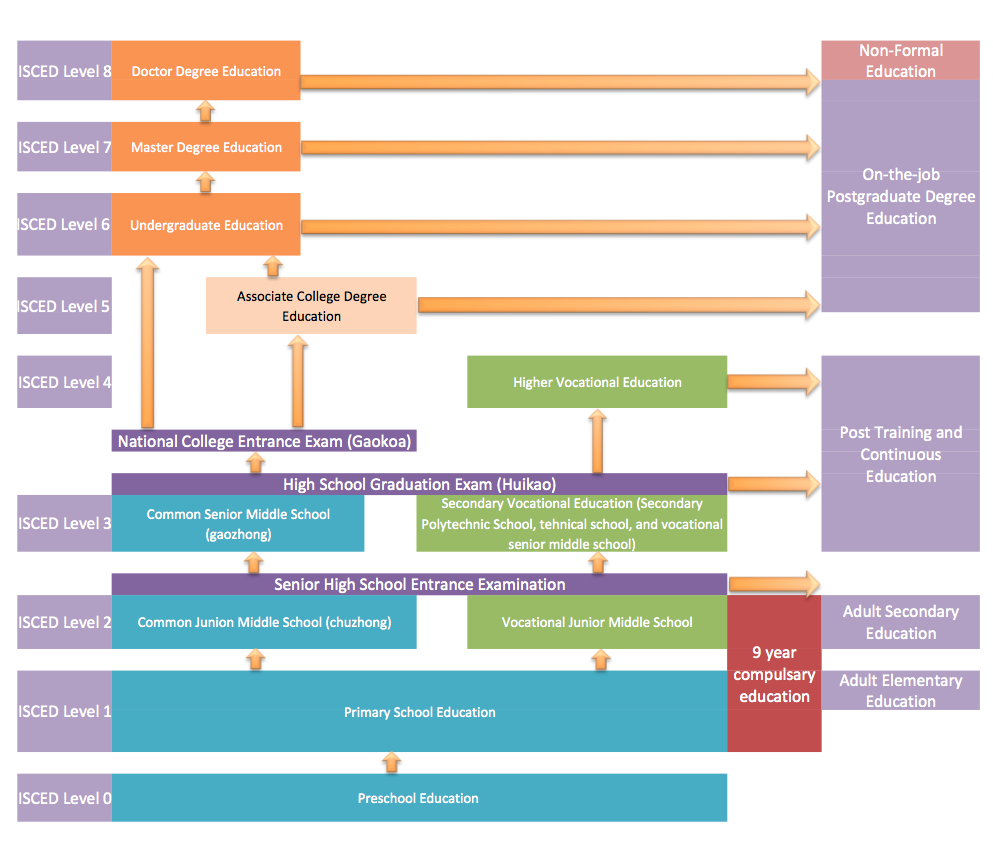 ISCED Level 8
Doctor Degree Education
Non-Formal
Education
ISCED Level 7
Master Degree Education
On-the-job
Postgraduate Degree
Education
ISCED Level 6
Undergraduate Education
ISCED Level 5
Associate College Degree
Education
ISCED Level 4
Higher Vocational Education
National College Entrance Exam (Gaokoa)
Post Training and
Continuous
Education
High School Graduation Exam (Huikao)
ISCED Level 3
Common Senior Middle School
(gaozhong)
Secondary Vocational Education (Secondary
Polytechnic School, tehnical school, and vocational
senior middle school)
Senior High School Entrance Examination
ISCED Level 2
Common Junion Middle School (chuzhong)
Vocational Junior Middle School
9 year
compulsary
education
Adult Secondary
Education
ISCED Level 1
Primary School Education
Adult Elementary
Education
ISCED Level 0
Preschool Education